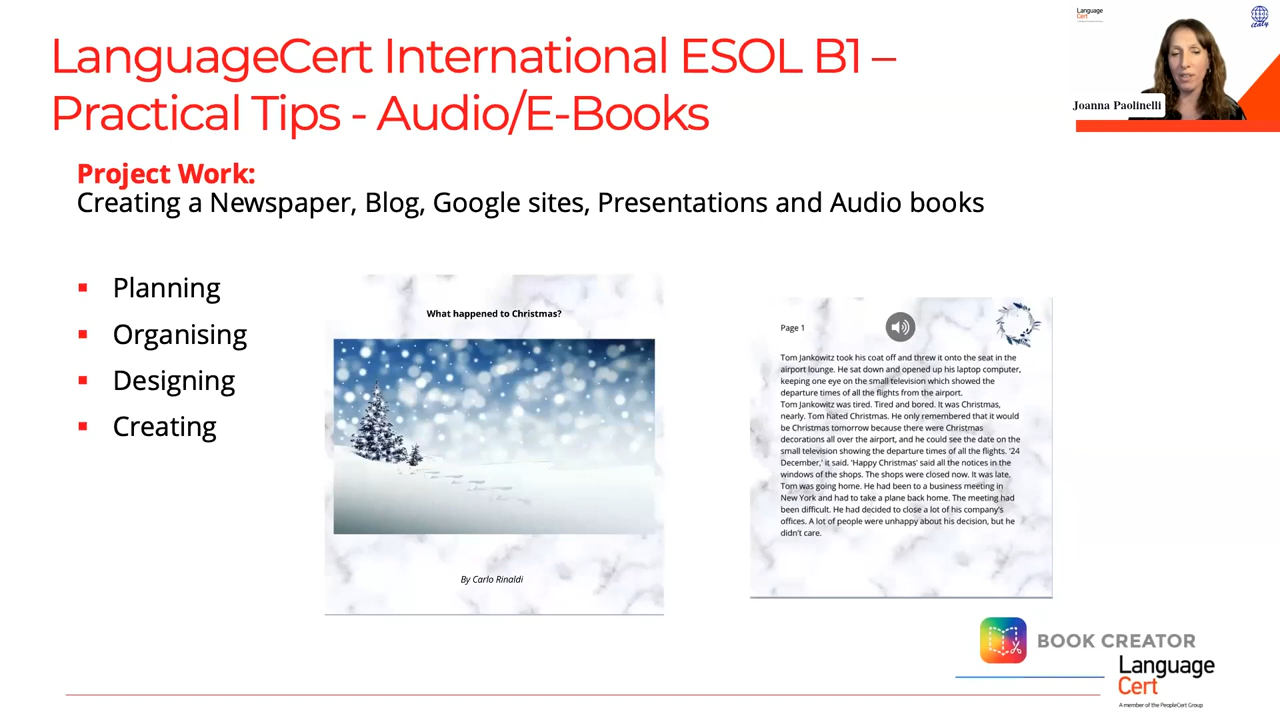 LanguageCert International ESOL B1 –
Practical Tips - Audio/E-Books
Language
Cert
italy
Joanna Paolinelli
Project Work:
Creating a Newspaper, Blog, Google sites, Presentations and Audio books
Planning
Organising
Designing
Creating
What happened to Christmas?
By Carlo Rinaldi
Page 1
Tom Jankowitz took his coat off and threw it onto the seat in the
airport lounge. He sat down and opened up his laptop computer,
keeping one eye on the small television which showed the
departure times of all the flights from the airport.
Tom Jankowitz was tired. Tired and bored. It was Christmas,
nearly. Tom hated Christmas. He only remembered that it would
be Christmas tomorrow because there were Christmas
decorations all over the airport, and he could see the date on the
small television showing the departure times of all the flights. '24
December,' it said. 'Happy Christmas' said all the notices in the
windows of the shops. The shops were closed now. It was late.
Tom was going home. He had been to a business meeting in
New York and had to take a plane back home. The meeting had
been difficult. He had decided to close a lot of his company's
offices. A lot of people were unhappy about his decision, but he
didn't care.
BOOK CREATOR
Language
Cert
A member of the PeopleCert Group